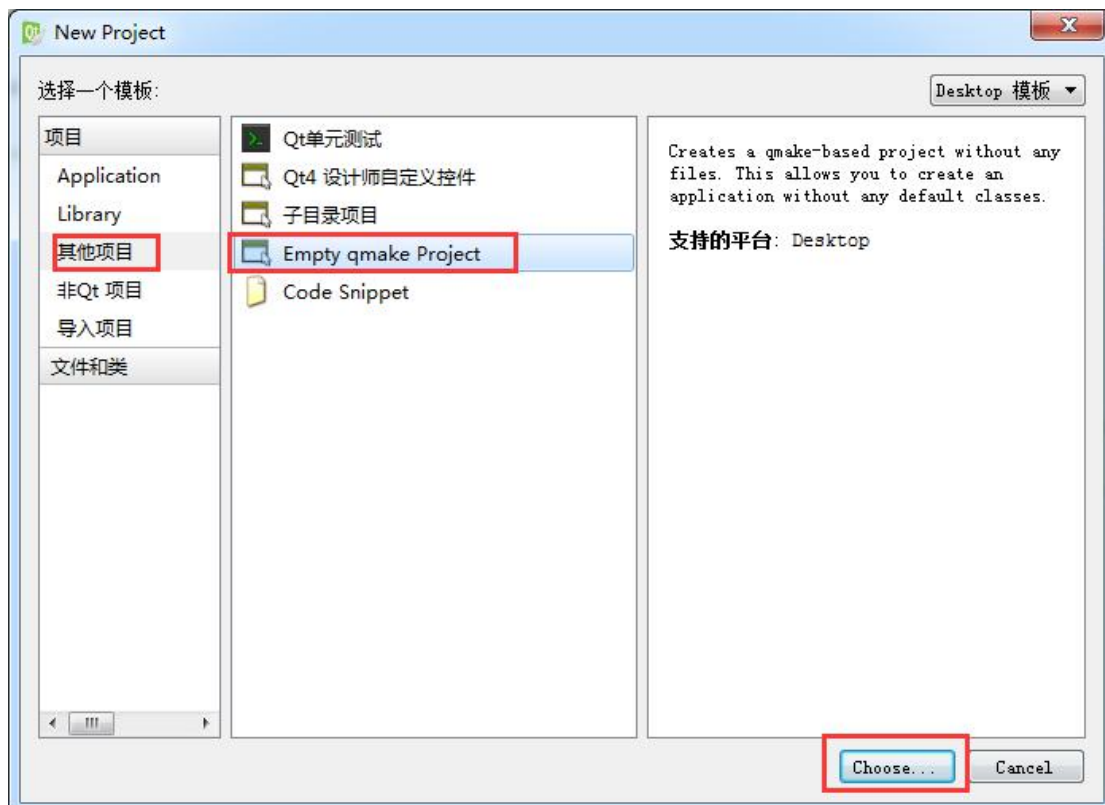 New Project
选择一个模板:
Desktop 模板
项目
Application
Library
其他项目
非Qt 项目
导入项目
文件和类
Qt单元测试
Qt4 设计师自定义控件
子目录项目
Empty qmake Project
Code Snippet
Creates a qmake-based project without any
files. This allows you to create an
application without any default classes.
支持的平台: Desktop
Choose...
Cancel